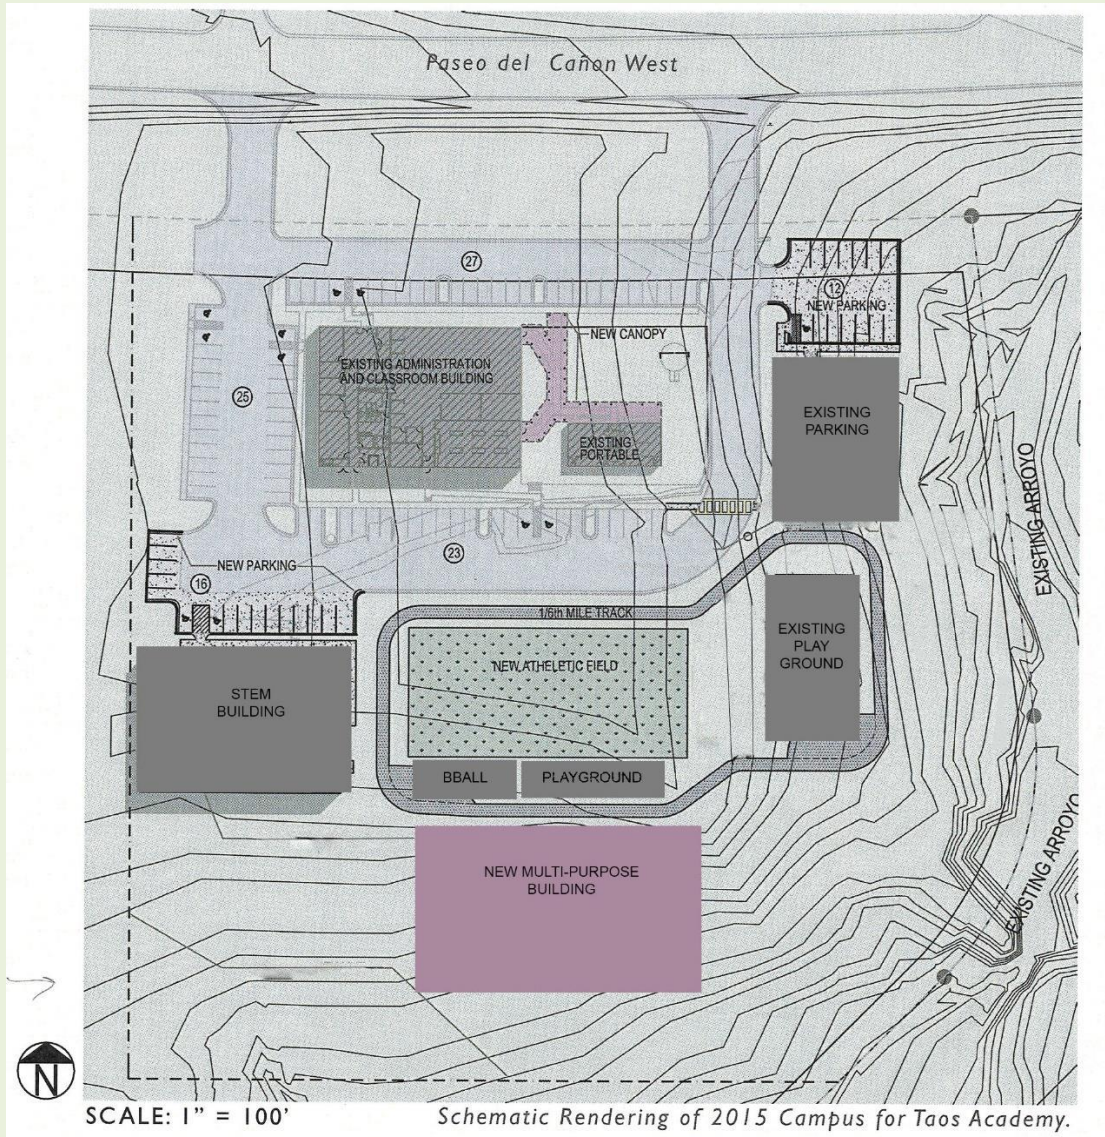 Paseo del Cañon West
27
12
NEW PARKING
NEW CANOPY
EXISTING ADMINISTRATION
AND CLASSROOM BUILDING
25
EXISTING
PORTABLE
EXISTING
PARKING
EXISTING ARROYO
23
NEW PARKING
16
1/6th MILE TRACK
EXISTING
PLAY
GROUND
NEW ATHELETIC FIELD
STEM
BUILDING
BBALL
PLAYGROUND
EXISTING ARROYO
NEW MULTI-PURPOSE
BUILDING
N
SCALE: 1" = 100'
Schematic Rendering of 2015 Campus for Taos Academy.